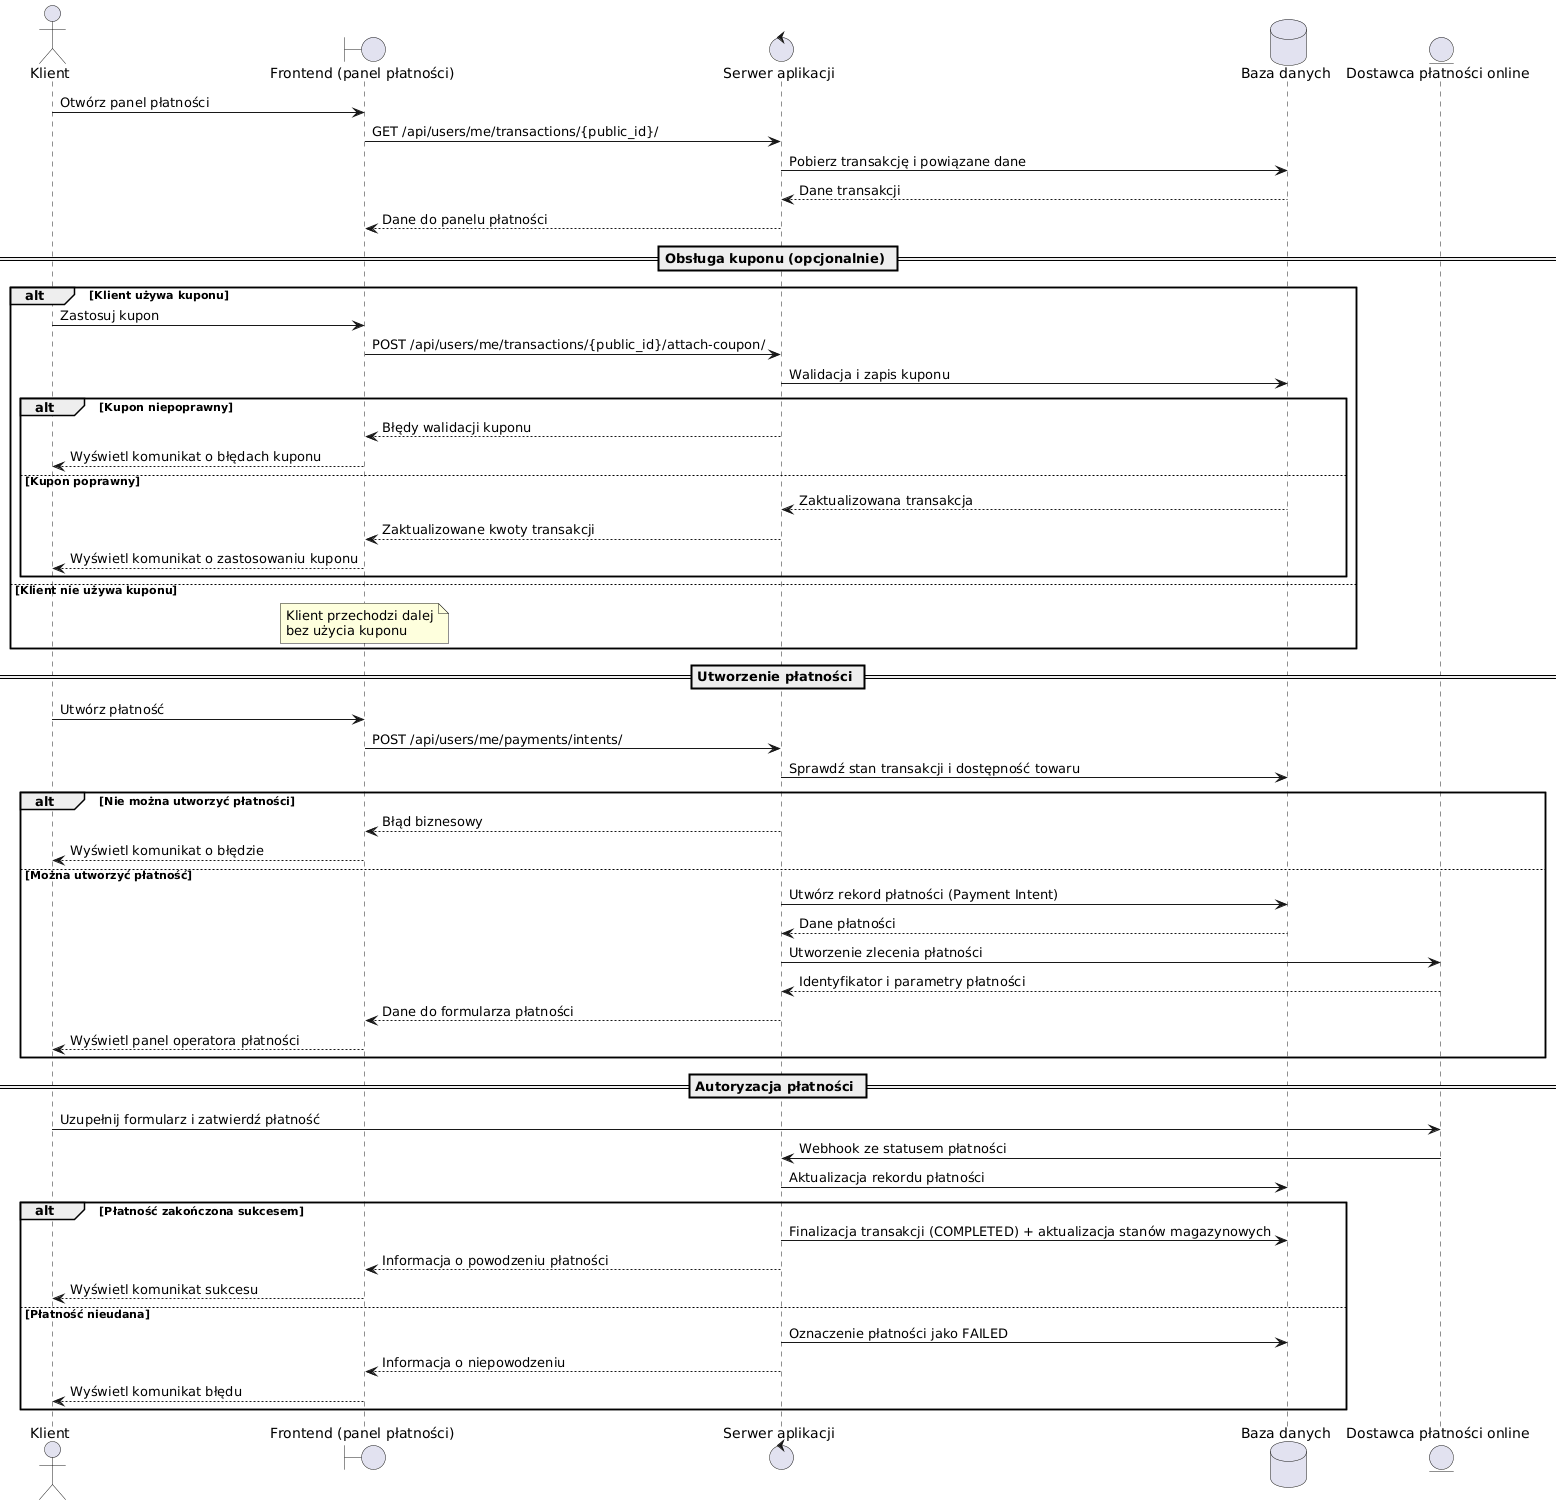 Klient
Frontend (panel płatności)
Serwer aplikacji
Baza danych
Dostawca płatności online
Otwórz panel płatności
GET /api/users/me/transactions/{public_id}/
Pobierz transakcję i powiązane dane
Dane transakcji
Dane do panelu płatności
Obsługa kuponu (opcjonalnie)
alt [Klient używa kuponu]
Zastosuj kupon
POST /api/users/me/transactions/{public_id}/attach-coupon/
Walidacja i zapis kuponu
alt [Kupon niepoprawny]
Błędy walidacji kuponu
Wyświetl komunikat o błędach kuponu
[Kupon poprawny]
Zaktualizowana transakcja
Zaktualizowane kwoty transakcji
Wyświetl komunikat o zastosowaniu kuponu
[Klient nie używa kuponu]
Klient przechodzi dalej
bez użycia kuponu
Utworzenie płatności
Utwórz płatność
POST /api/users/me/payments/intents/
Sprawdź stan transakcji i dostępność towaru
alt [Nie można utworzyć płatności]
Błąd biznesowy
Wyświetl komunikat o błędzie
[Można utworzyć płatność]
Utwórz rekord płatności (Payment Intent)
Dane płatności
Utworzenie zlecenia płatności
Identyfikator i parametry płatności
Dane do formularza płatności
Wyświetl panel operatora płatności
Autoryzacja płatności
Uzupełnij formularz i zatwierdź płatność
Webhook ze statusem płatności
Aktualizacja rekordu płatności
alt [Płatność zakończona sukcesem]
Finalizacja transakcji (COMPLETED) + aktualizacja stanów magazynowych
Informacja o powodzeniu płatności
Wyświetl komunikat sukcesu
[Płatność nieudana]
Oznaczenie płatności jako FAILED
Informacja o niepowodzeniu
Wyświetl komunikat błędu
Klient
Frontend (panel płatności)
Serwer aplikacji
Baza danych
Dostawca płatności online